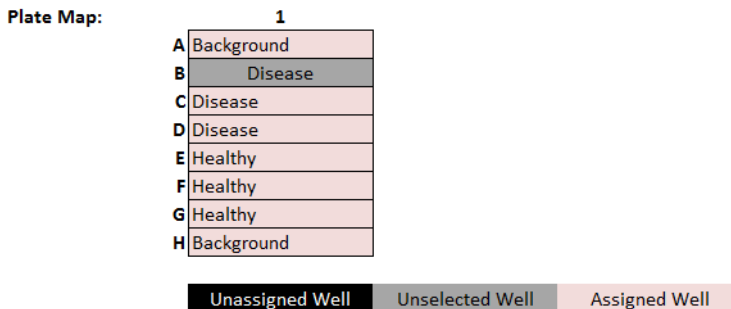 Plate Map: 1
A Background
B Disease
C Disease
D Disease
E Healthy
F Healthy
G Healthy
H Background
Unassigned Well Unselected Well Assigned Well